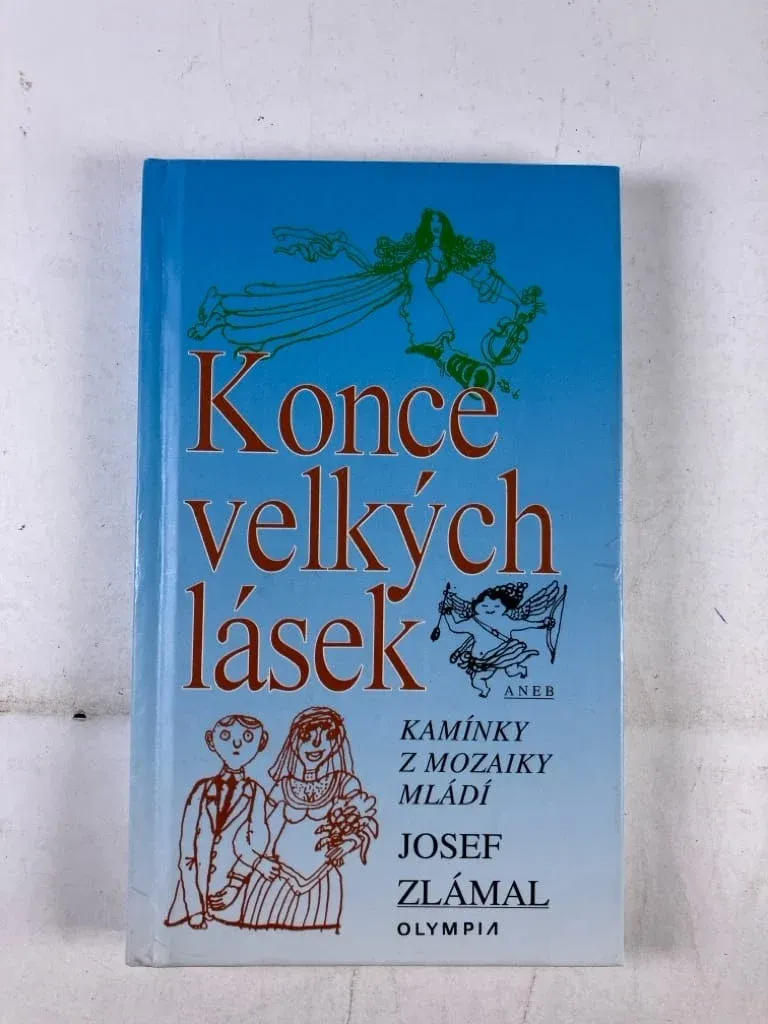 Konce
velkých
lásek
ANEB
KAMÍNKY
Z MOZAIKY
MLÁDÍ
JOSEF
ZLÁMAL
OLYMPIA